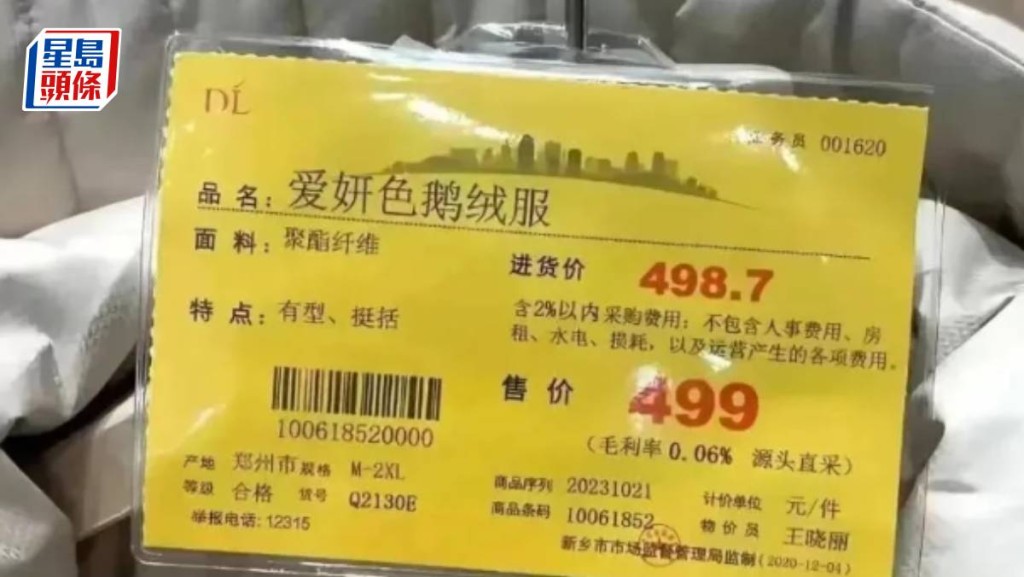 星島
頭條
DL
业务员 001620
品名：爱妍色鹅绒服
面料：聚酯纤维
特点：有型、挺括
进货价 498.7
含2%以内采购费用；不包含人事费用、房
租、水电、损耗，以及运营产生的各项费用。
售价 499
（毛利率0.06% 源头直采）
100618520000
产地 郑州市 规格 M-2XL
等级 合格 货号 Q2130E
举报电话：12315
商品序列 20231021 计价单位 元/件
商品条码 10061852 物价员 王晓丽
新乡市市场监督管理局监制(2020-12-04)